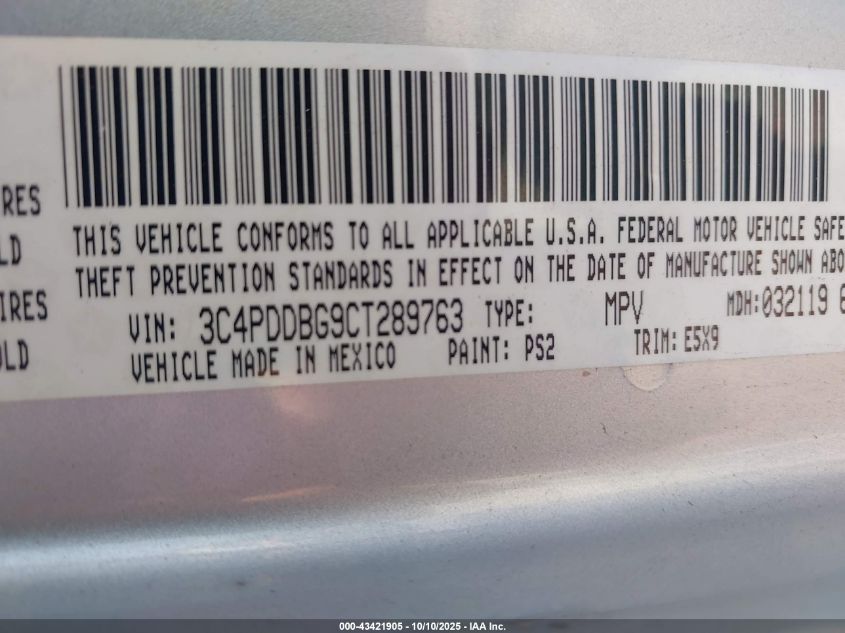 IRES
LD
THIS VEHICLE CONFORMS TO ALL APPLICABLE U.S.A. FEDERAL MOTOR VEHICLE SAFE
THEFT PREVENTION STANDARDS IN EFFECT ON THE DATE OF MANUFACTURE SHOWN ABO
IRES
VIN: 3C4PDDBG9CT289763 TYPE: MPV MDH:032119
ULD
VEHICLE MADE IN MEXICO PAINT: PS2 TRIM: E5X9
000-43421905 - 10/10/2025 - IAA Inc.